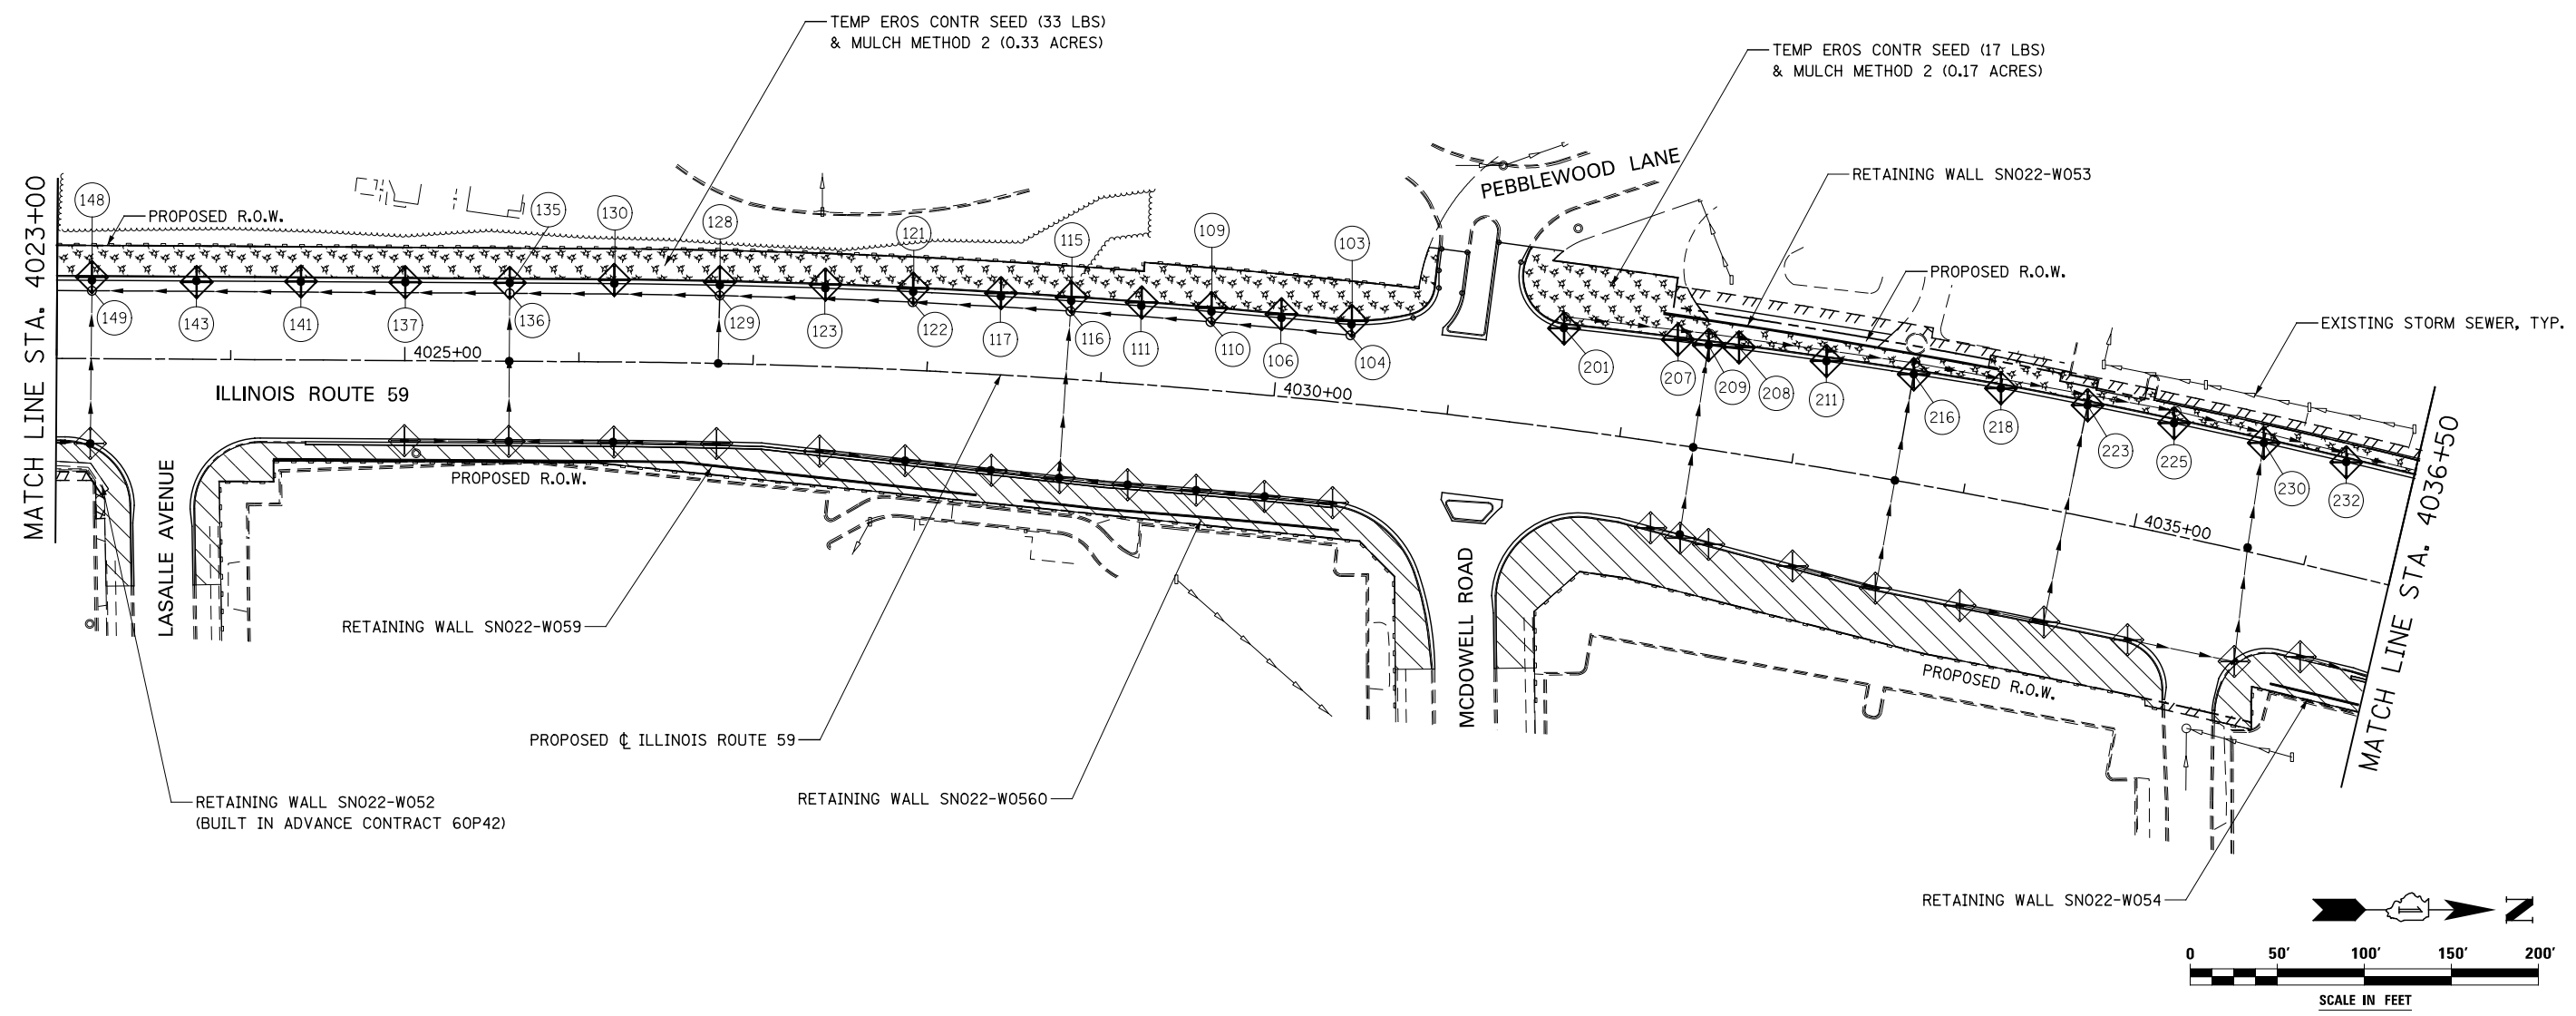 TEMP EROS CONTR SEED (33 LBS)
& MULCH METHOD 2 (0.33 ACRES)
TEMP EROS CONTR SEED (17 LBS)
& MULCH METHOD 2 (0.17 ACRES)
PEBBLEWOOD LANE
RETAINING WALL SN022-W053
MATCH LINE STA. 4023+00
148
PROPOSED R.O.W.
135
130
128
121
115
109
103
PROPOSED R.O.W.
149
143
141
137
136
129
123
122
117
116
111
110
106
104
201
207
209
208
211
216
218
223
225
230
232
EXISTING STORM SEWER, TYP.
4025+00
4030+00
4035+00
ILLINOIS ROUTE 59
MATCH LINE STA. 4036+50
LASALLE AVENUE
PROPOSED R.O.W.
MCDOWELL ROAD
PROPOSED R.O.W.
RETAINING WALL SN022-W059
PROPOSED ℄ ILLINOIS ROUTE 59
RETAINING WALL SN022-W052
(BUILT IN ADVANCE CONTRACT 60P42)
RETAINING WALL SN022-W0560
RETAINING WALL SN022-W054
1
N
0 50' 100' 150' 200'
SCALE IN FEET